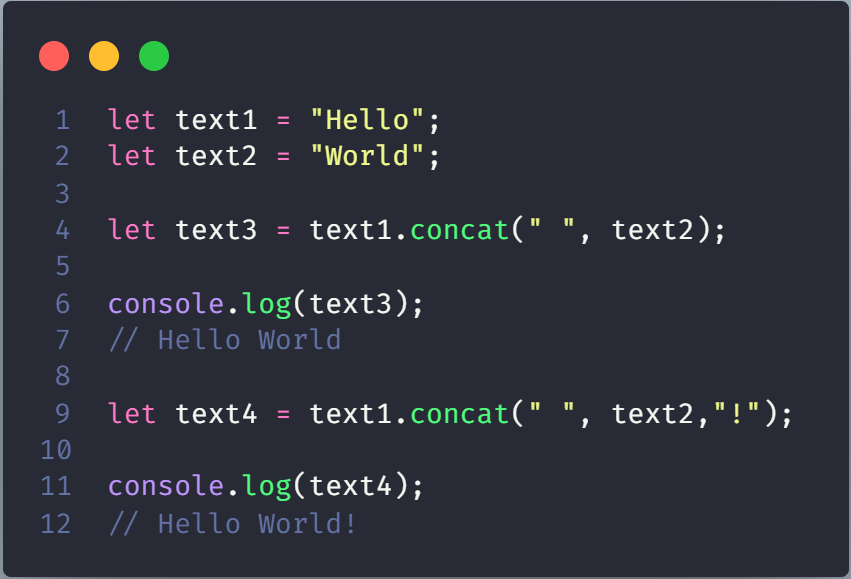 1 let text1 = "Hello";
2 let text2 = "World";
3
4 let text3 = text1.concat(" ", text2);
5
6 console.log(text3);
7 // Hello World
8
9 let text4 = text1.concat(" ", text2,"!");
10
11 console.log(text4);
12 // Hello World!